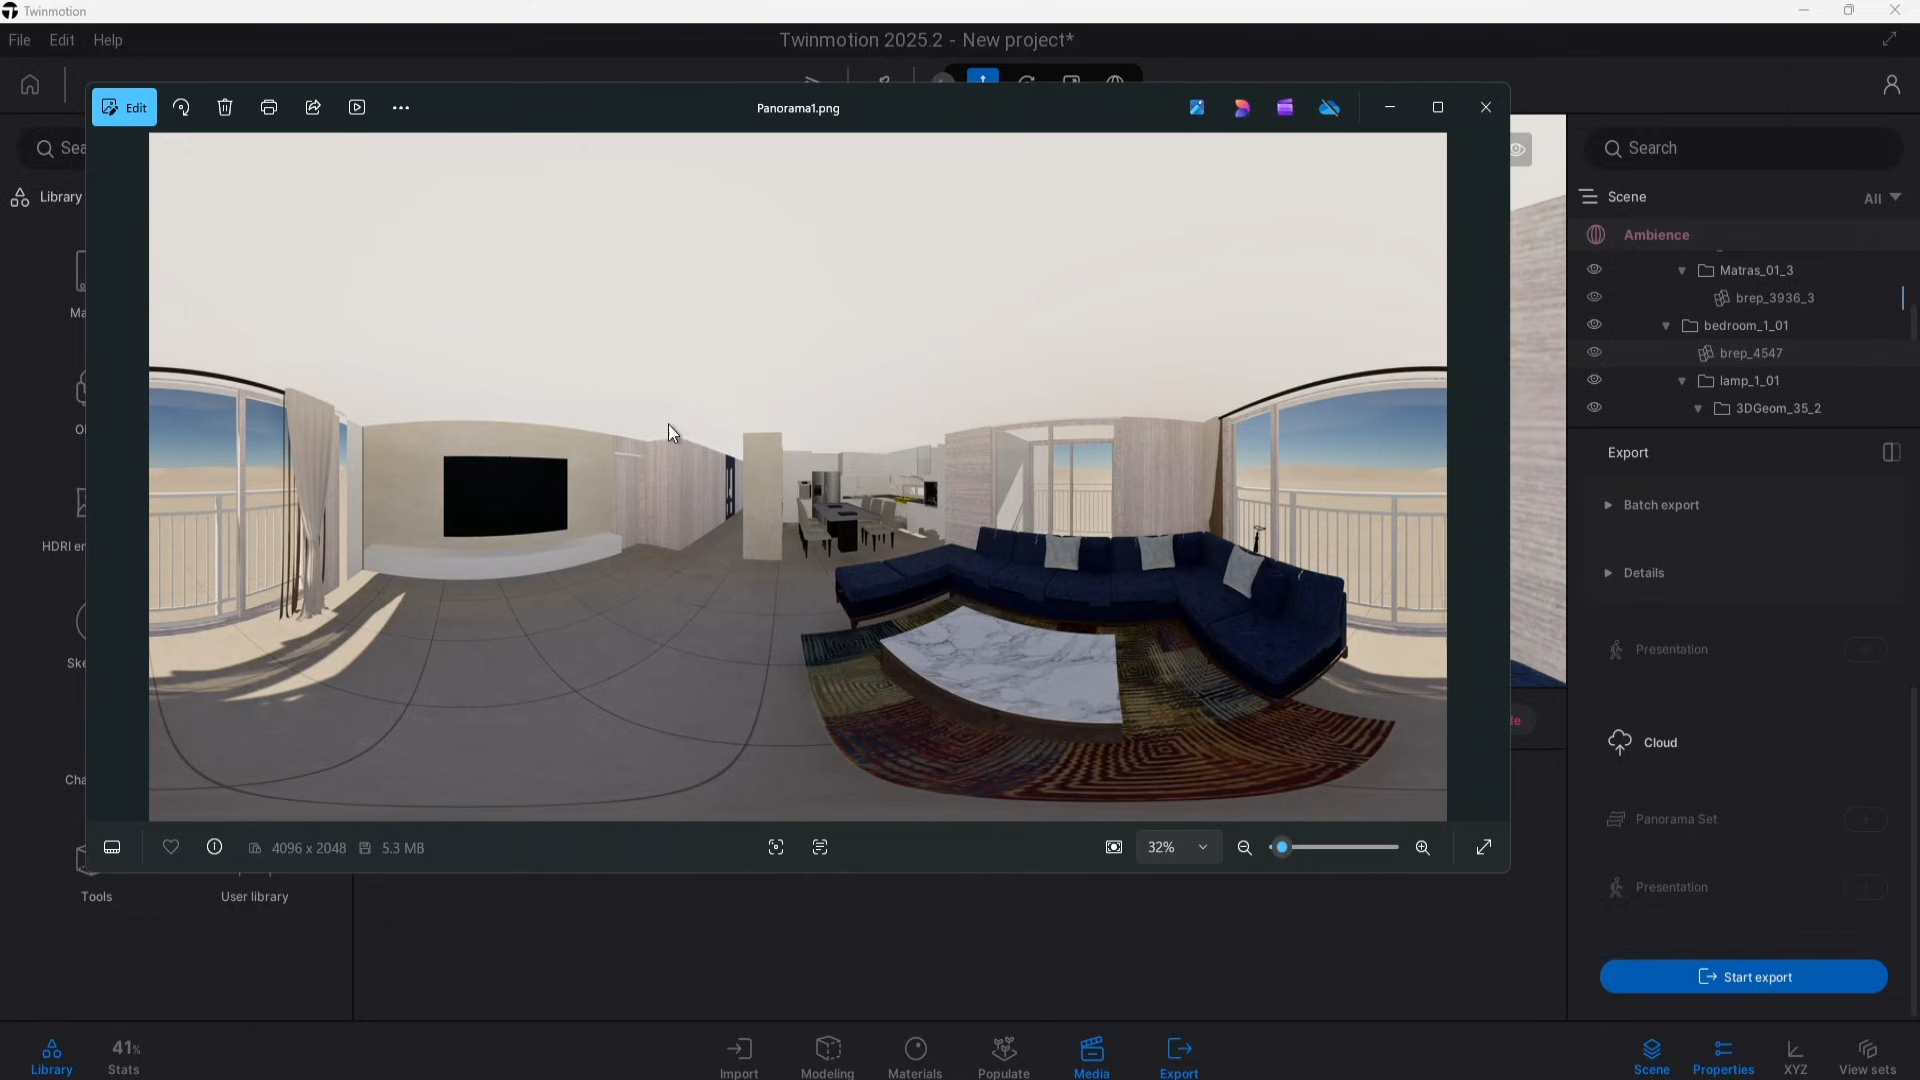 Twinmotion
File Edit Help
Twinmotion 2025.2 - New project*
Edit
Panorama1.png
Search
Library
Scene
All
Ambience
Matras_01_3
brep_3936_3
bedroom_1_01
brep_4547
lamp_1_01
3DGeom_35_2
HDRI
Export
Batch export
Details
Presentation
Cloud
Panorama Set
Presentation
Start export
4096 x 2048
5.3 MB
32%
Tools
User library
Library
41%
Stats
Import
Modeling
Materials
Populate
Media
Export
Scene
Properties
XYZ
View sets